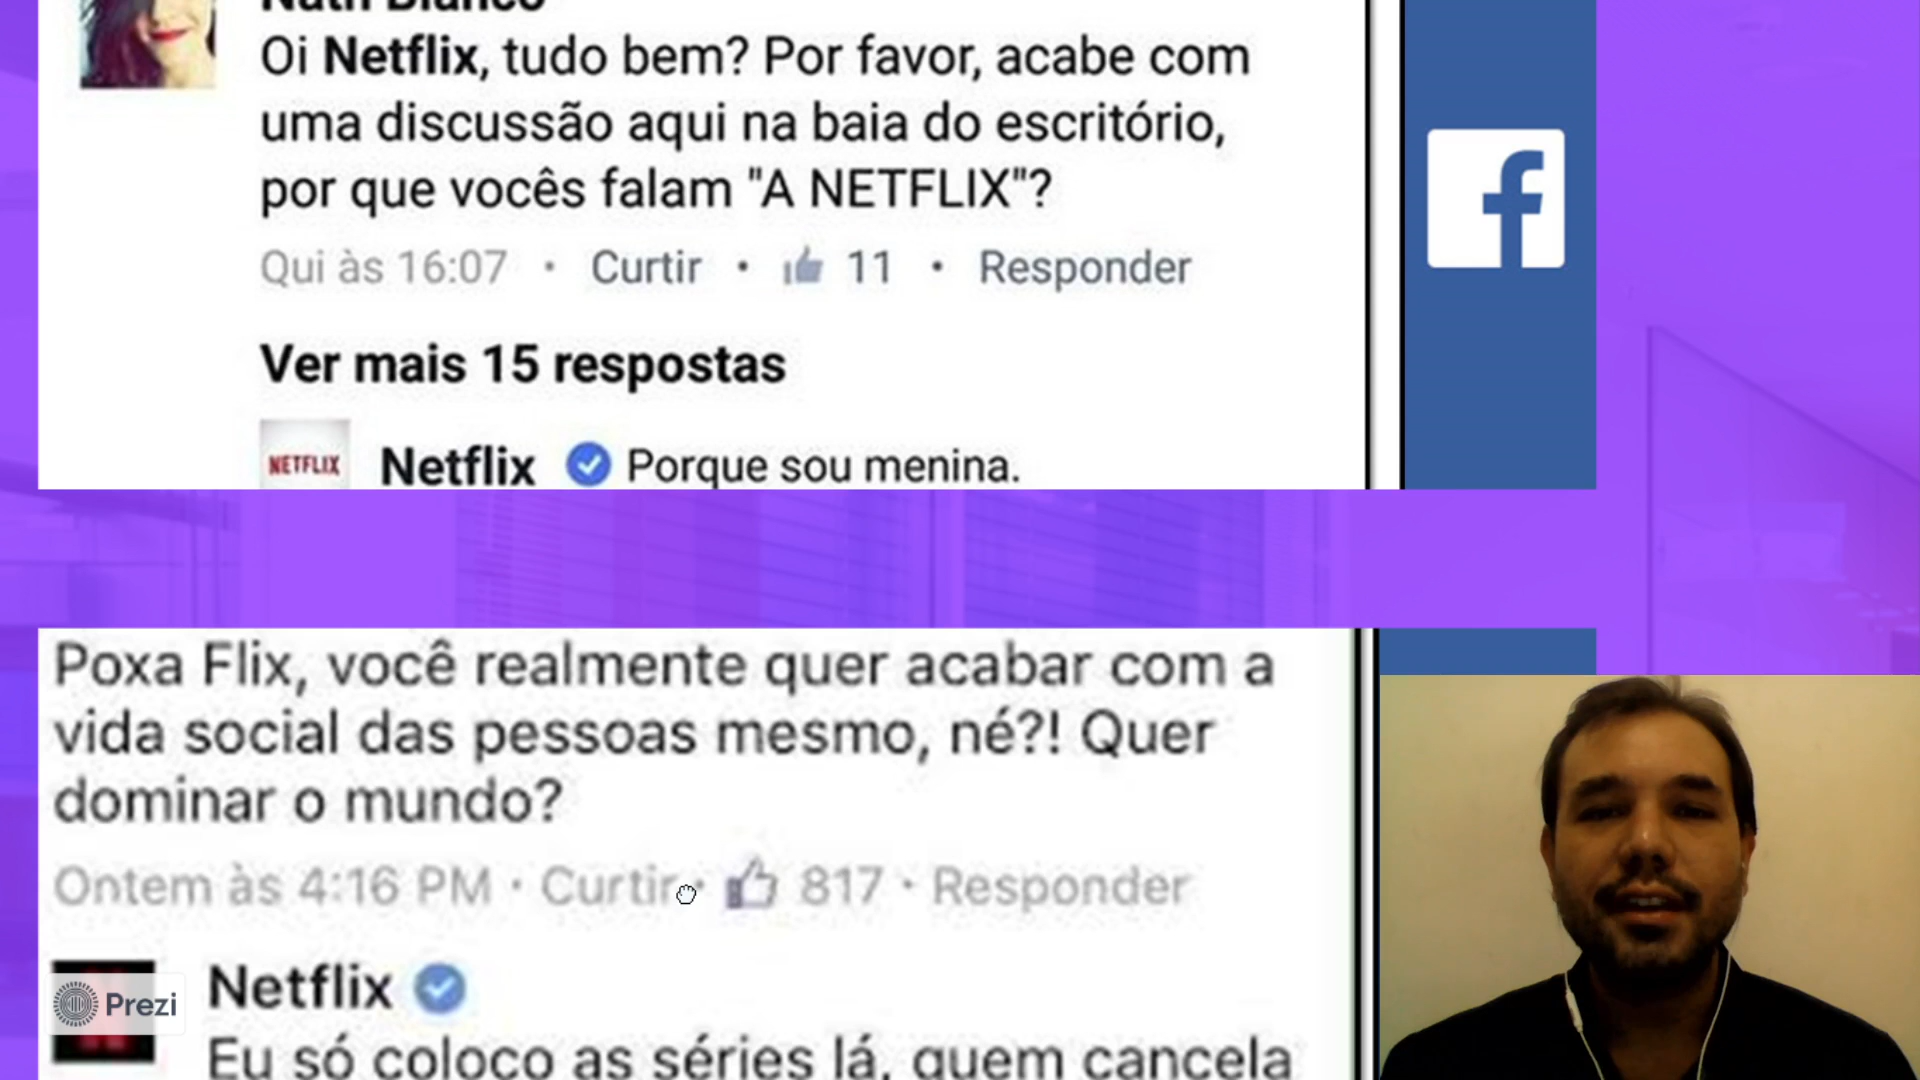 Oi Netflix, tudo bem? Por favor, acabe com
uma discussão aqui na baia do escritório,
por que vocês falam "A NETFLIX"?
Qui às 16:07 · Curtir · 11 · Responder
Ver mais 15 respostas
NETFLIX
Netflix Porque sou menina.
Poxa Flix, você realmente quer acabar com a
vida social das pessoas mesmo, né?! Quer
dominar o mundo?
Ontem às 4:16 PM · Curtir · 817 · Responder
Netflix
Prezi
Eu só coloco as séries lá, quem cancela